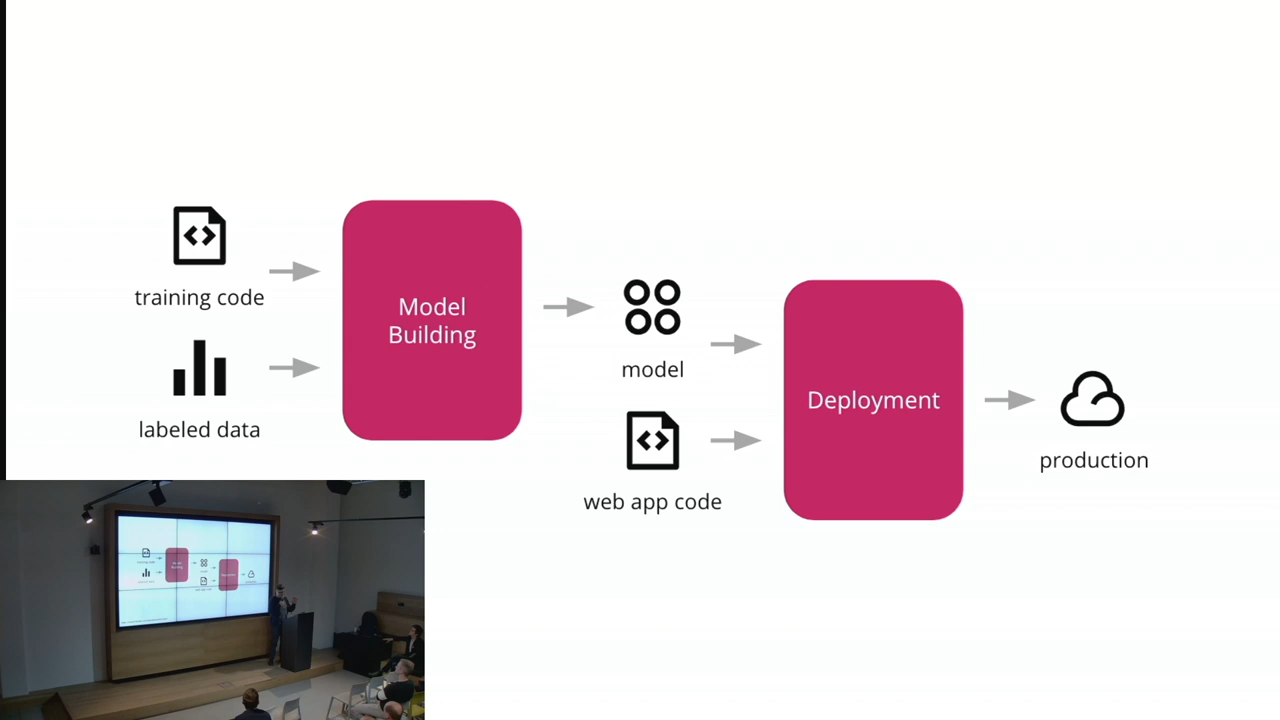 training code
labeled data
Model
Building
model
web app code
Deployment
production